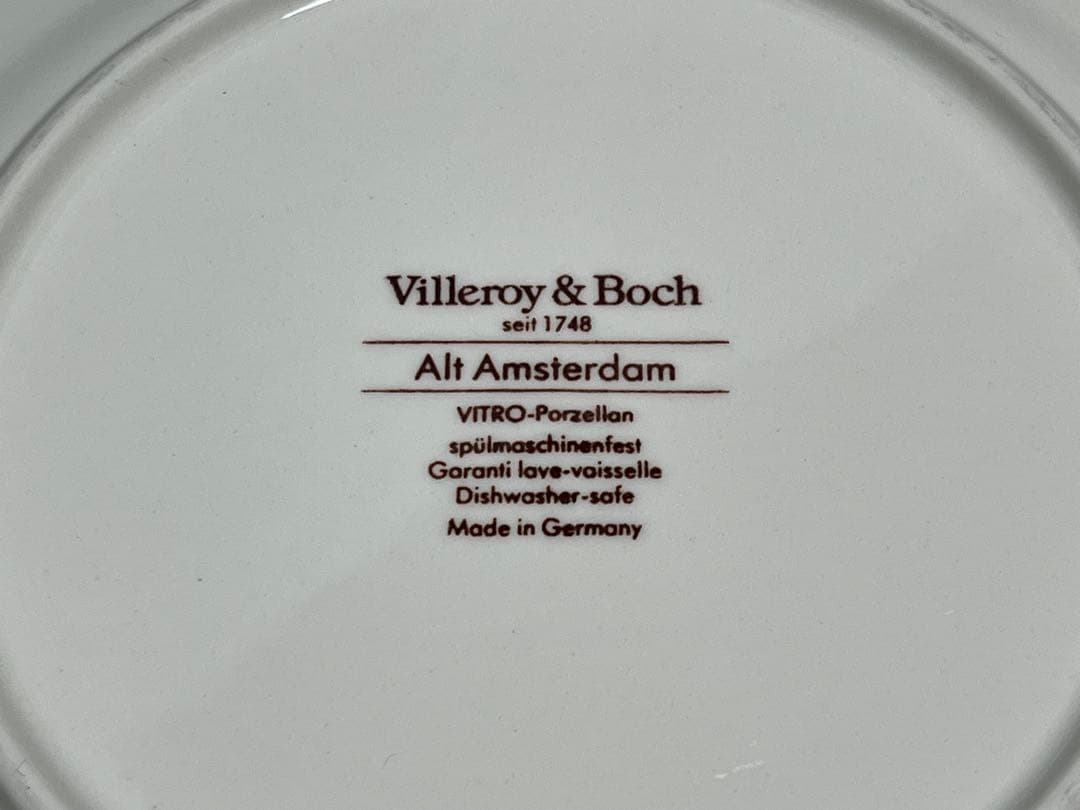 Villeroy & Boch
seit 1748
Alt Amsterdam
VITRO-Porzellan
spülmaschinenfest
Garanti lave-vaisselle
Dishwasher-safe
Made in Germany